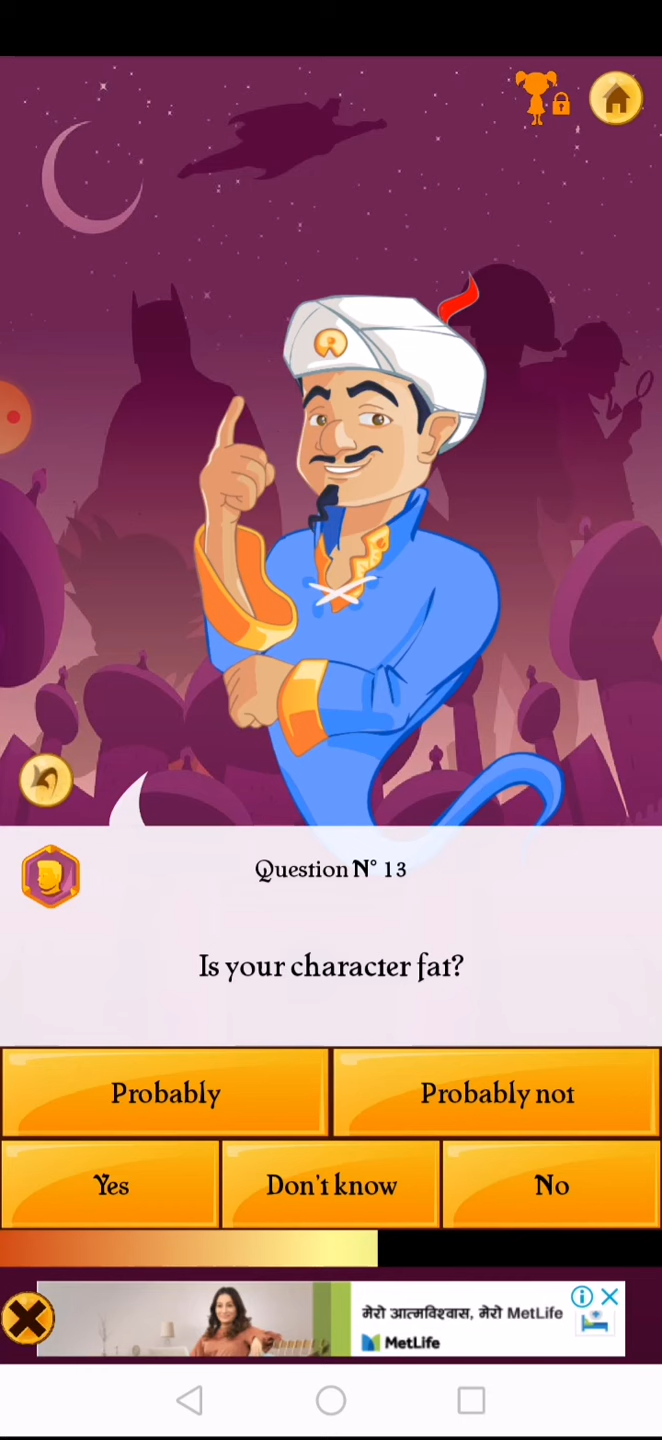 Question N° 13
Is your character fat?
Probably
Probably not
Yes
Don't know
No
मेरो आत्मविश्वास, मेरो MetLife
MetLife